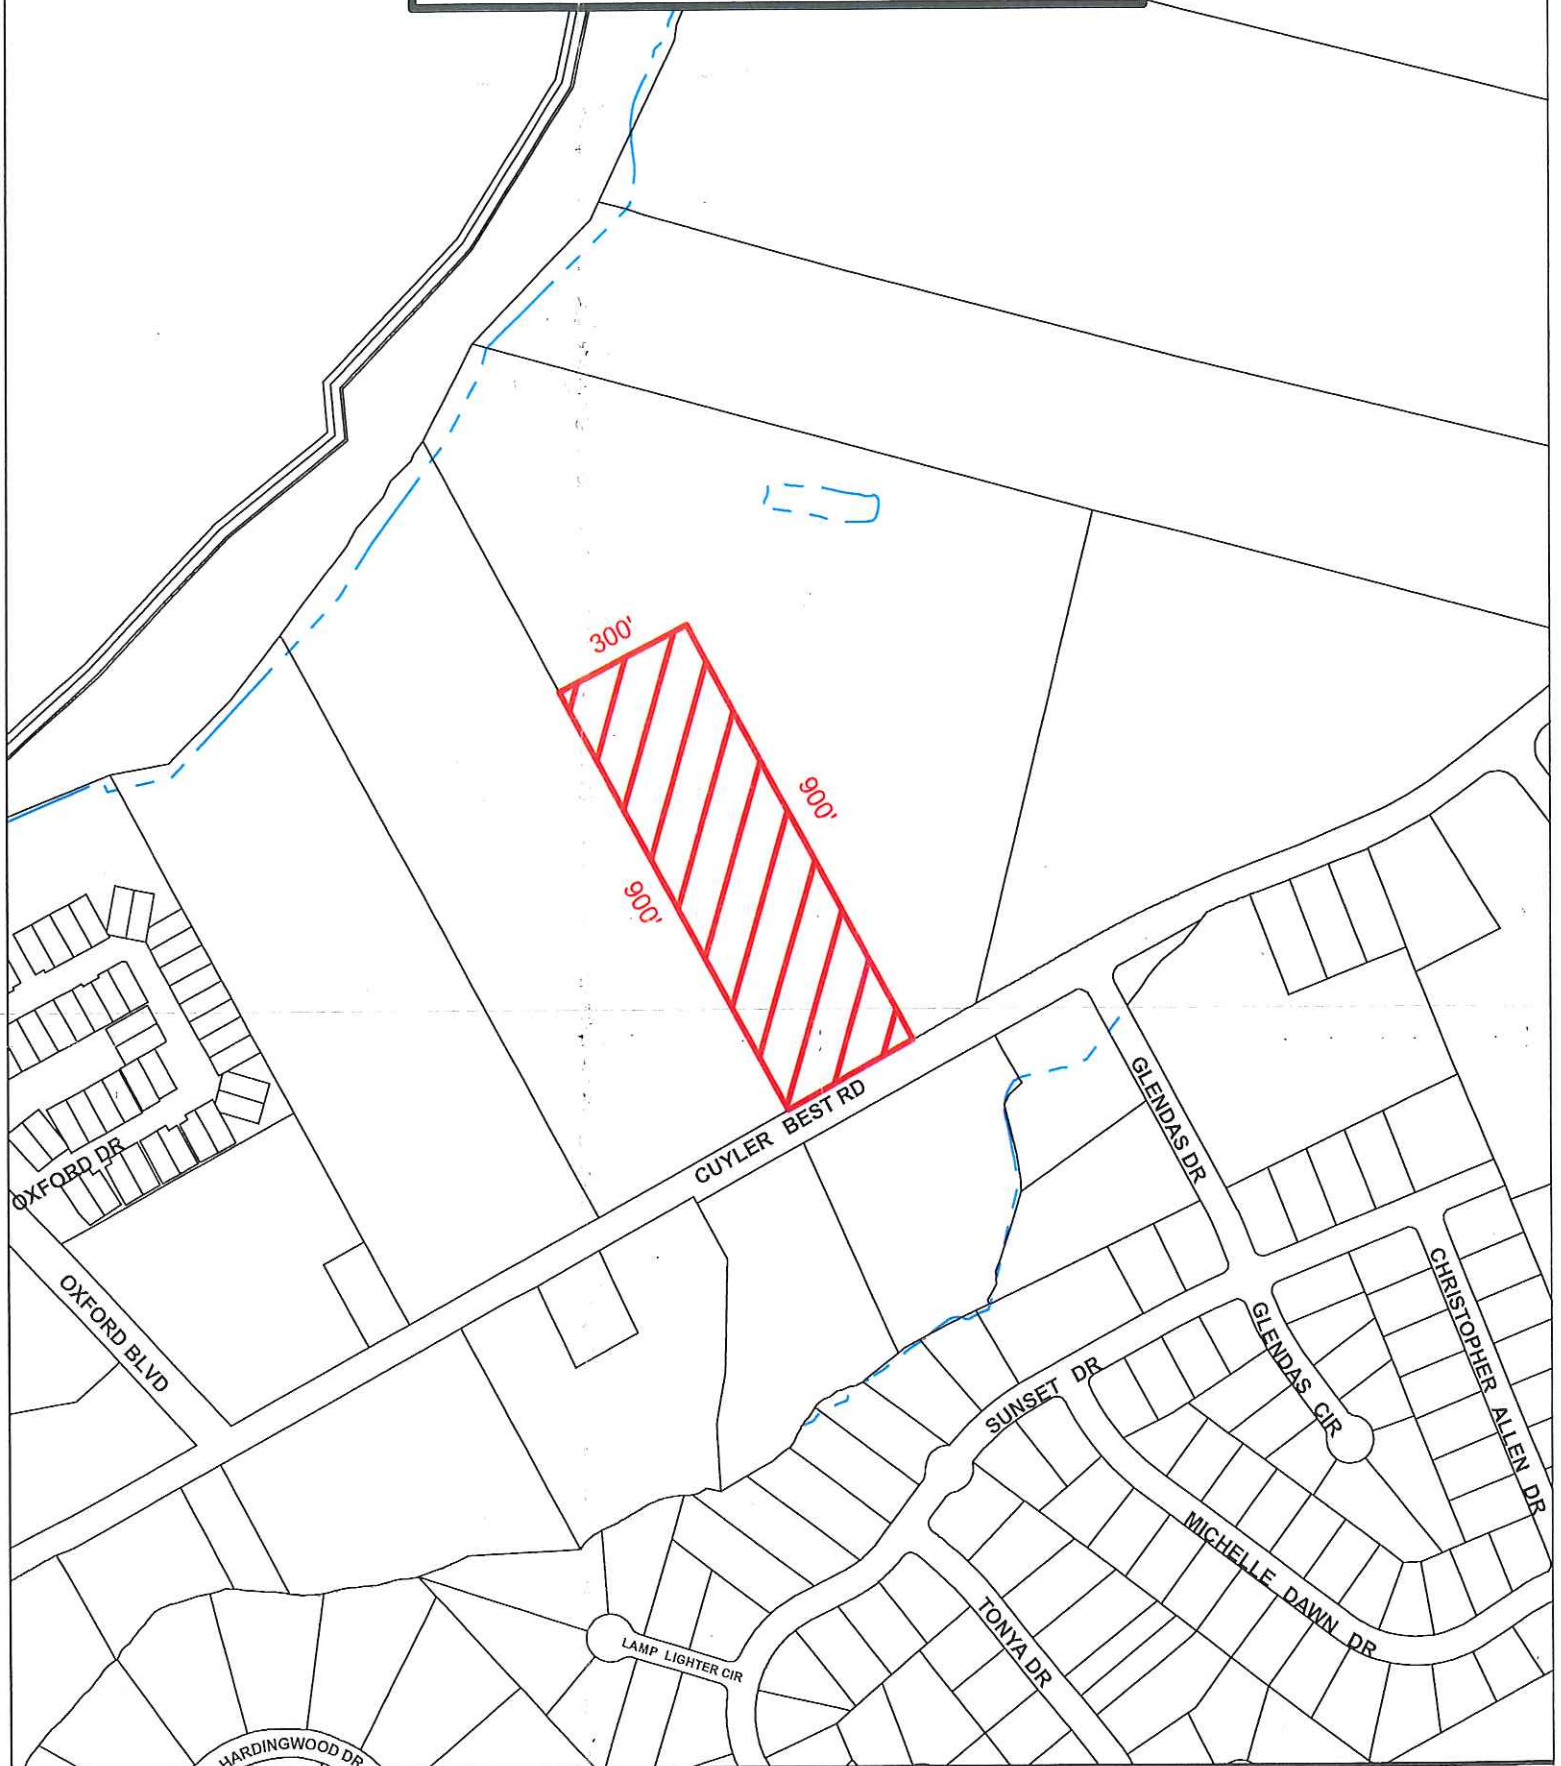 300'
900'
900'
CUYLER BEST RD
GLENDAS DR
OXFORD DR
OXFORD BLVD
CHRISTOPHER ALLEN DR
GLENDAS CIR
SUNSET DR
MICHELLE DAWN DR
TONYA DR
LAMP LIGHTER CIR
HARDINGWOOD DR